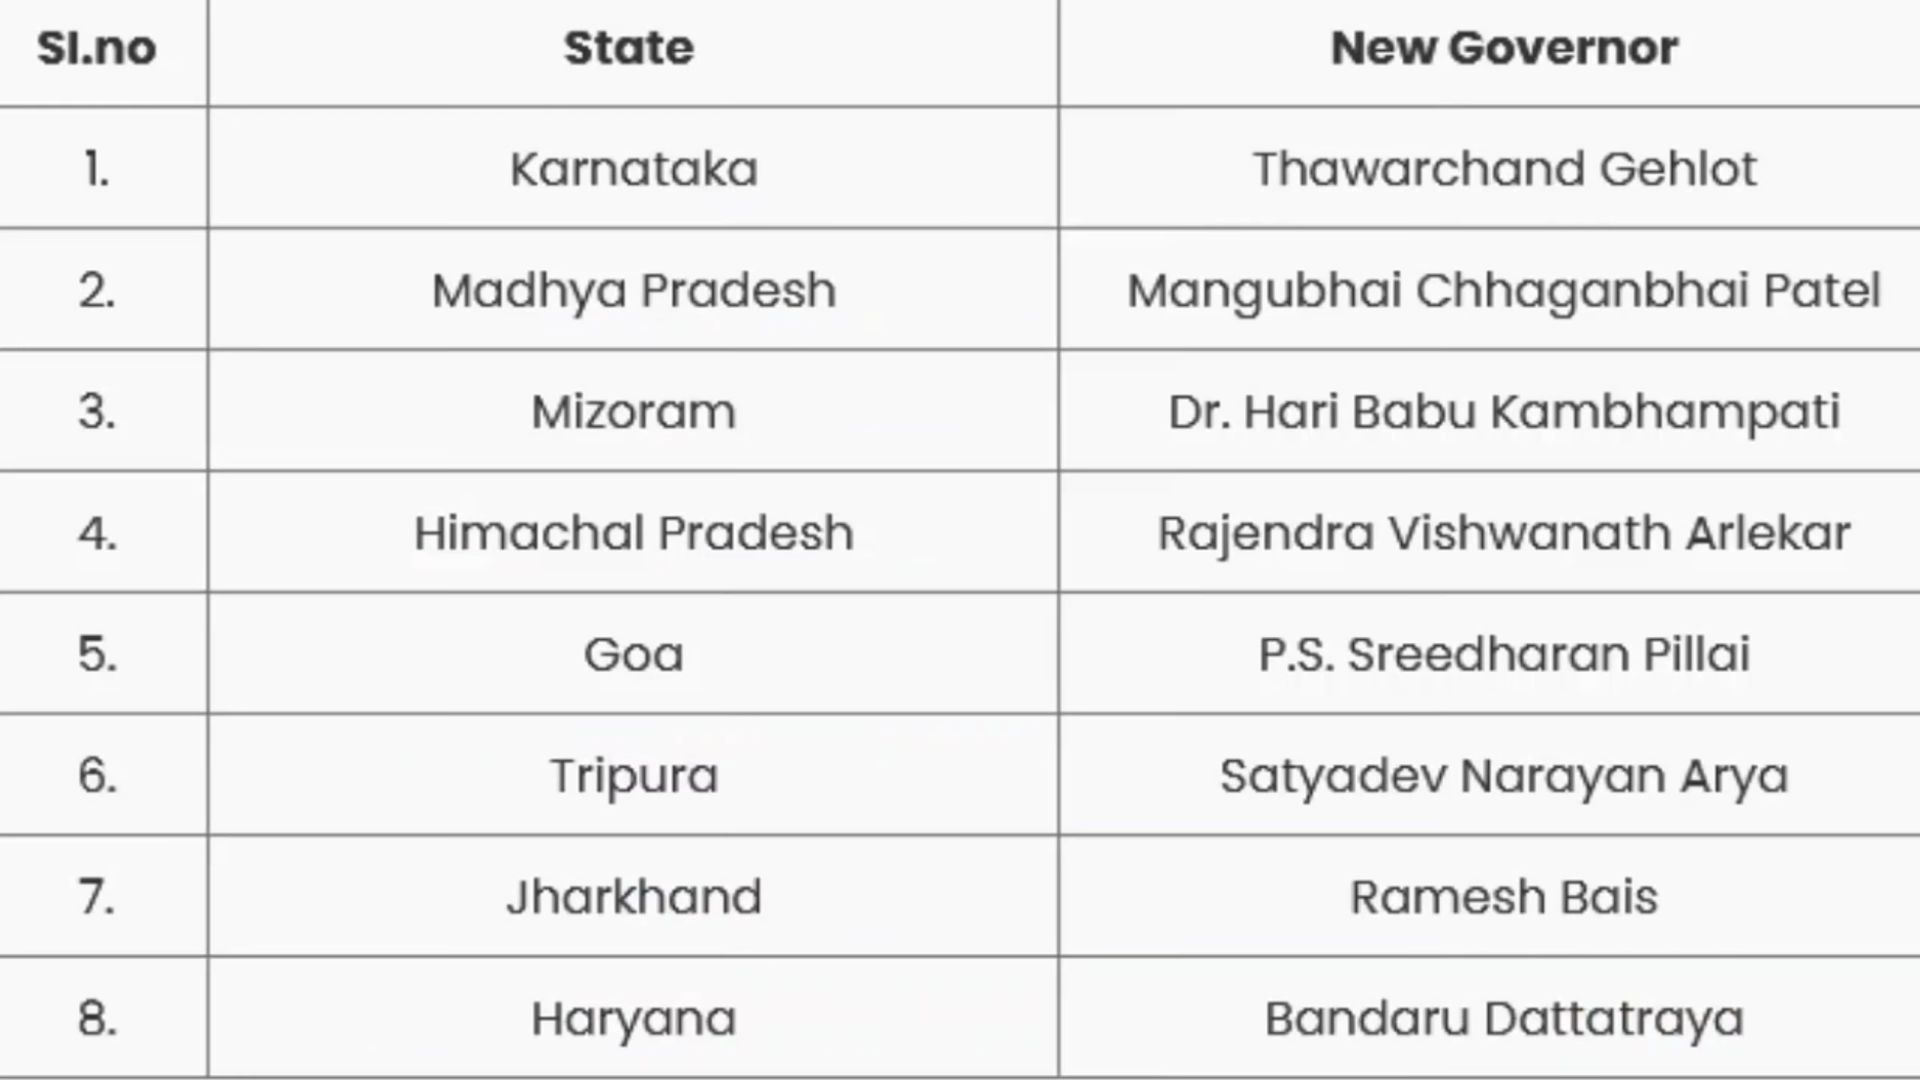 Sl.no State New Governor
1. Karnataka Thawarchand Gehlot
2. Madhya Pradesh Mangubhai Chhaganbhai Patel
3. Mizoram Dr. Hari Babu Kambhampati
4. Himachal Pradesh Rajendra Vishwanath Arlekar
5. Goa P.S. Sreedharan Pillai
6. Tripura Satyadev Narayan Arya
7. Jharkhand Ramesh Bais
8. Haryana Bandaru Dattatraya